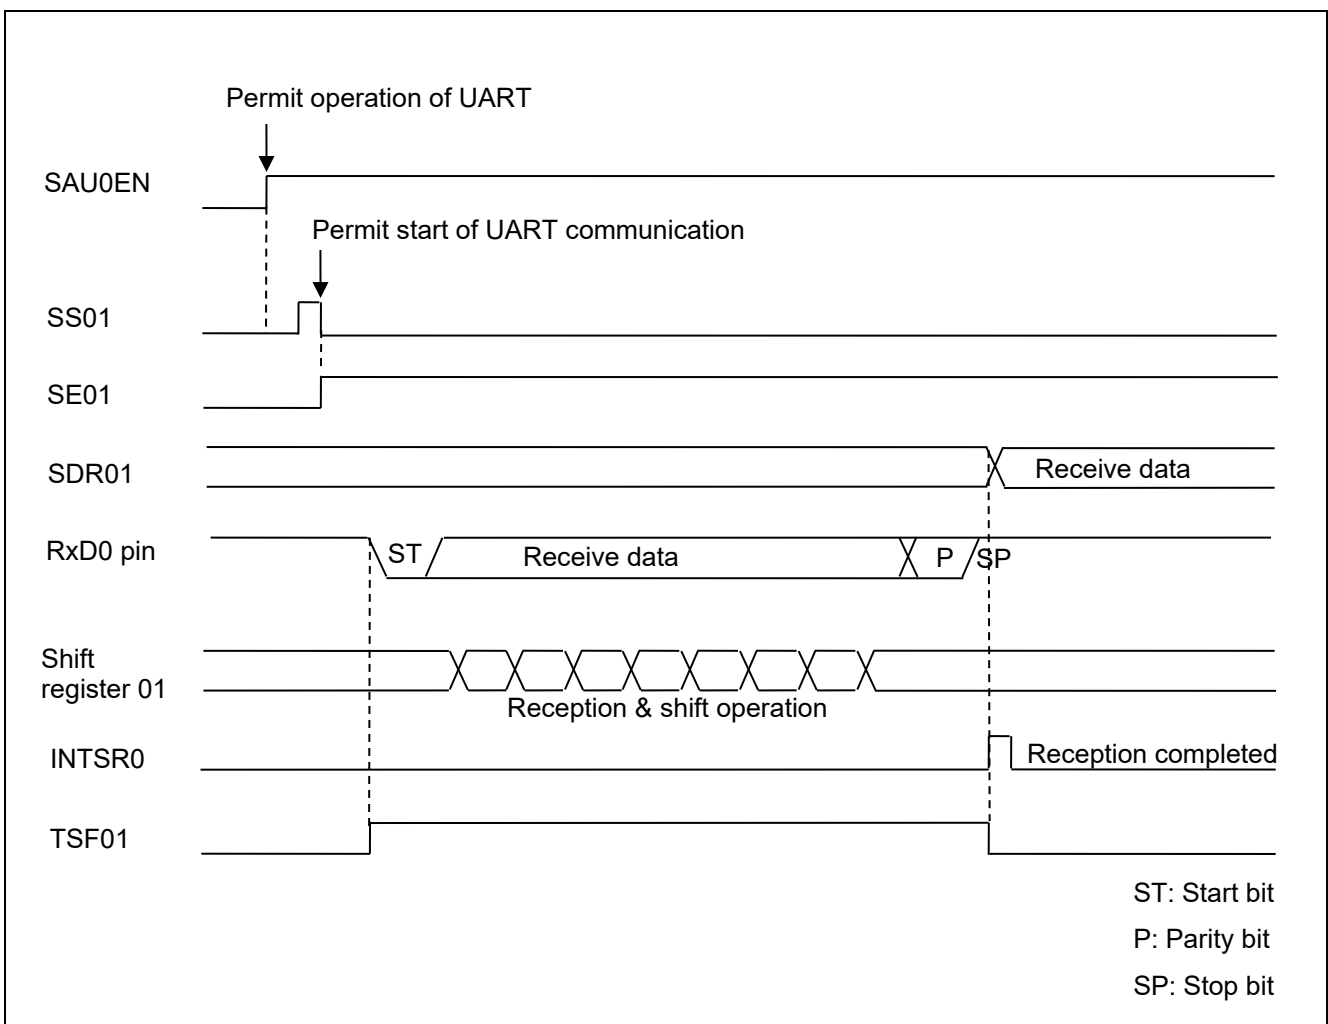 Permit operation of UART
SAU0EN
Permit start of UART communication
SS01
SE01
SDR01
Receive data
RxD0 pin
ST
Receive data
P
SP
Shift
register 01
Reception & shift operation
INTSR0
Reception completed
TSF01
ST: Start bit
P: Parity bit
SP: Stop bit